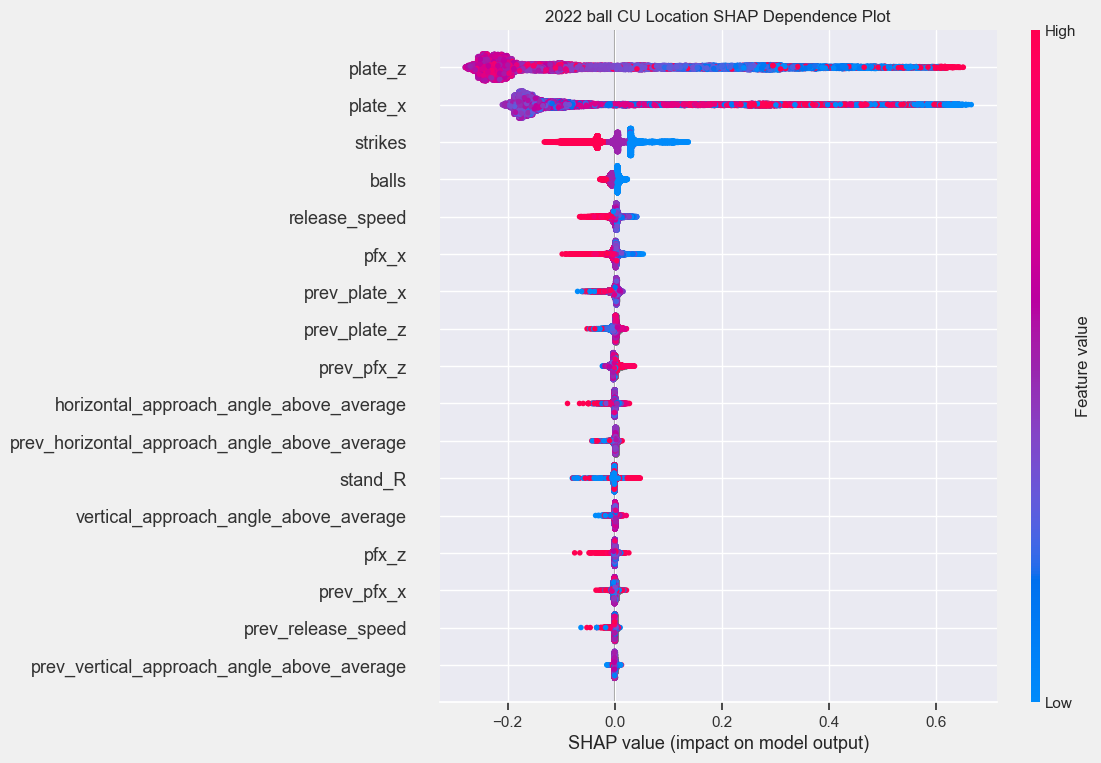 2022 ball CU Location SHAP Dependence Plot
High
plate_z
plate_x
strikes
balls
release_speed
pfx_x
prev_plate_x
prev_plate_z
prev_pfx_z
horizontal_approach_angle_above_average
prev_horizontal_approach_angle_above_average
stand_R
vertical_approach_angle_above_average
pfx_z
prev_pfx_x
prev_release_speed
prev_vertical_approach_angle_above_average
Feature value
Low
−0.2 0.0 0.2 0.4 0.6
SHAP value (impact on model output)